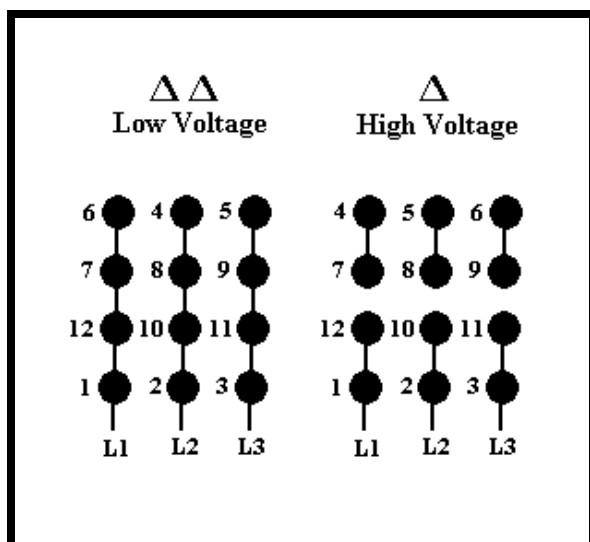 Δ Δ Δ
Low Voltage High Voltage
6 4 5 4 5 6
7 8 9 7 8 9
12 10 11 12 10 11
1 2 3 1 2 3
L1 L2 L3 L1 L2 L3